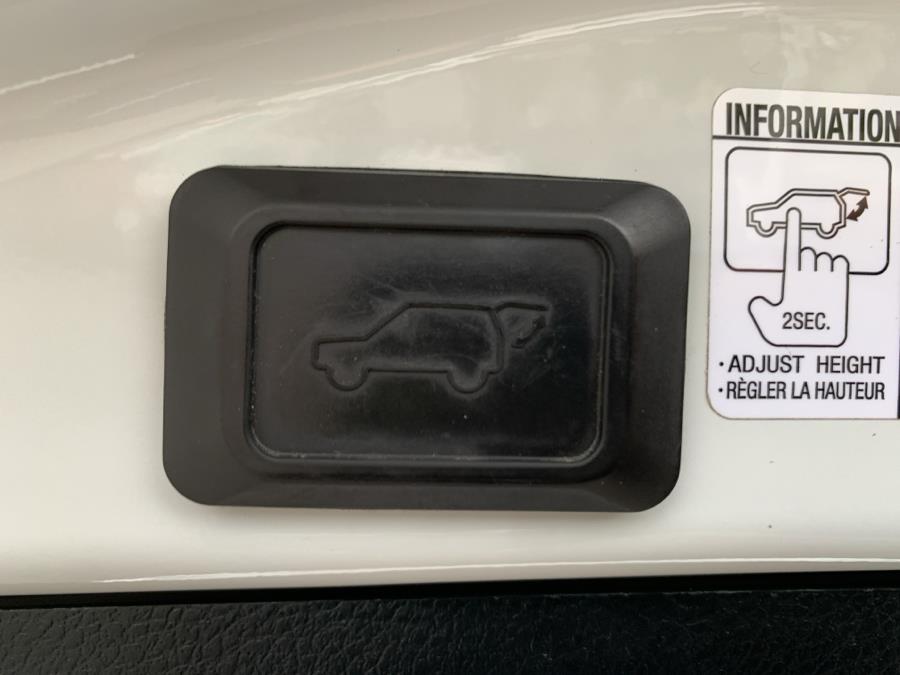 INFORMATION
2SEC.
·ADJUST HEIGHT
·RÈGLER LA HAUTEUR